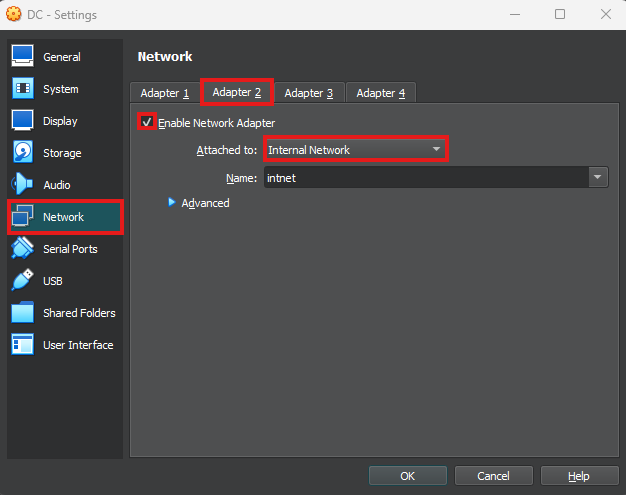 DC - Settings
General
System
Display
Storage
Audio
Network
Serial Ports
USB
Shared Folders
User Interface
Network
Adapter 1 Adapter 2 Adapter 3 Adapter 4
Enable Network Adapter
Attached to: Internal Network
Name: intnet
Advanced
OK Cancel Help